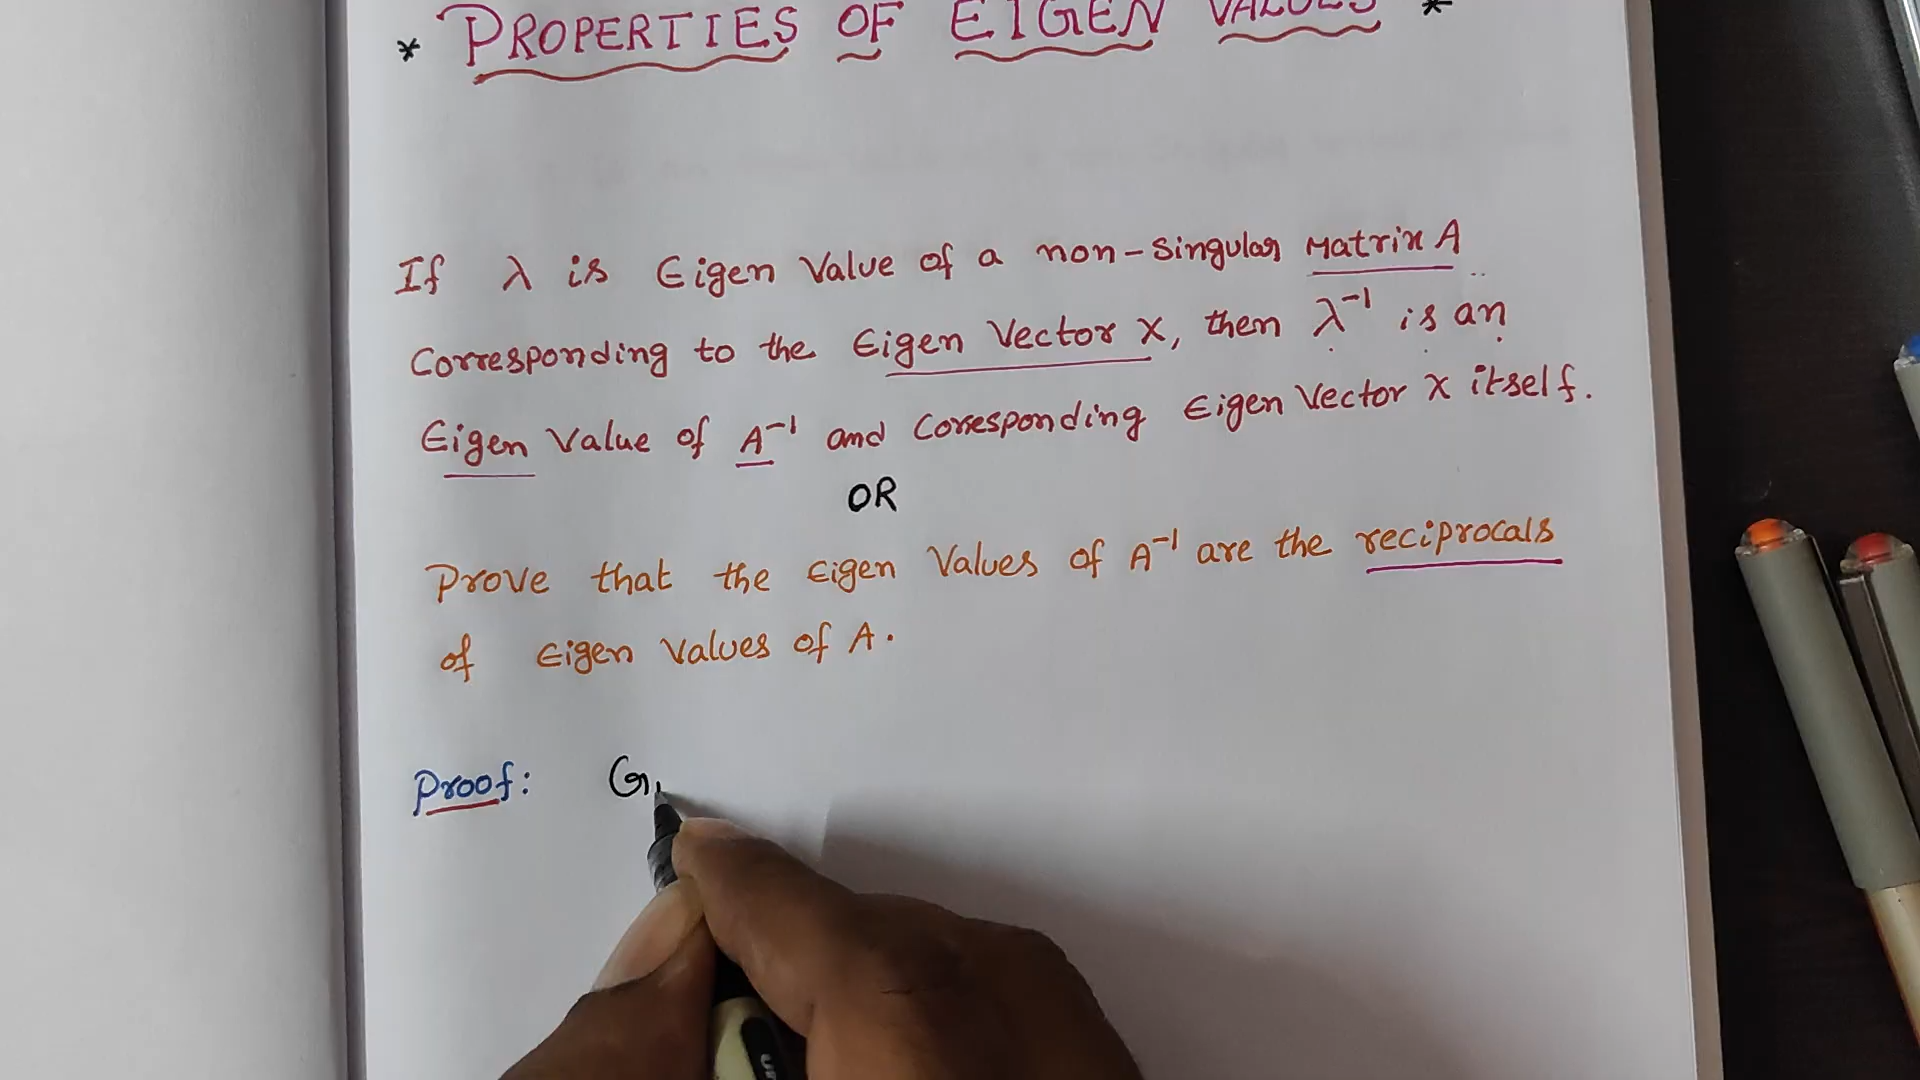 * PROPERTIES OF EIGEN VALUES *
If λ is Eigen Value of a non-singular Matrix A
Corresponding to the Eigen Vector X, then λ⁻¹ is an
Eigen Value of A⁻¹ and Corresponding Eigen Vector X itself.
OR
Prove that the Eigen Values of A⁻¹ are the reciprocals
of Eigen Values of A.
Proof: Gi